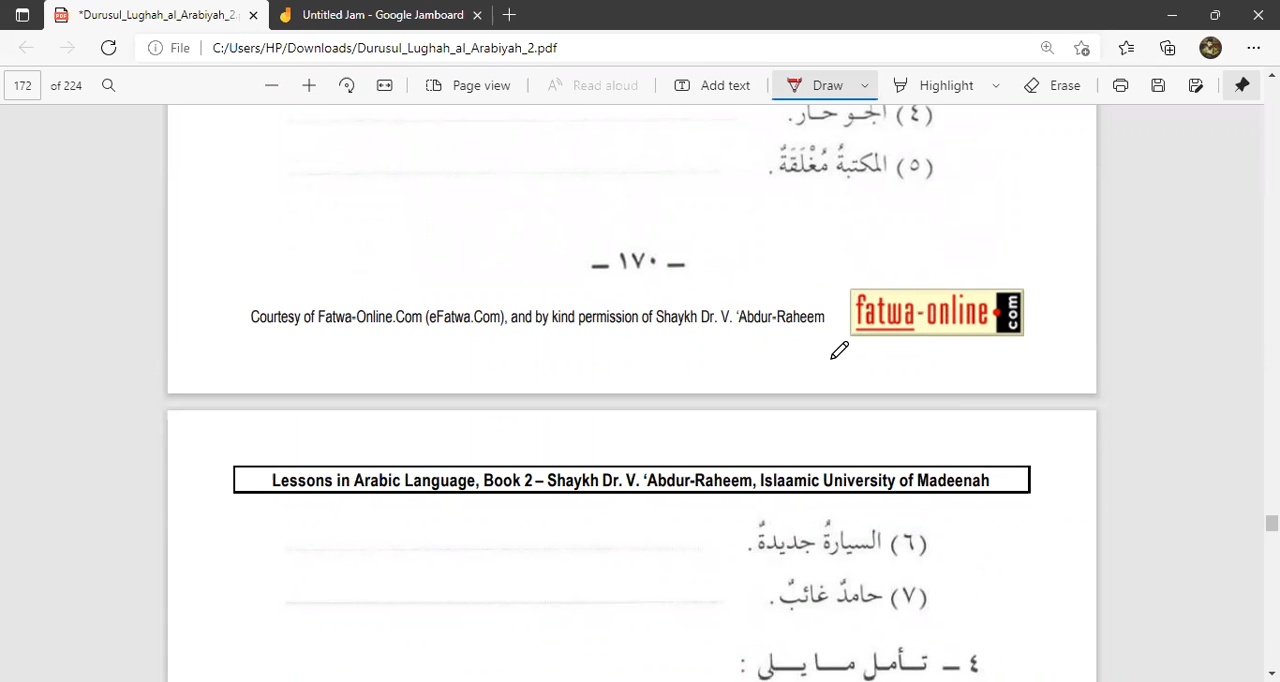 *Durusul_Lughah_al_Arabiyah_2.
Untitled Jam - Google Jamboard
File
C:/Users/HP/Downloads/Durusul_Lughah_al_Arabiyah_2.pdf
172 of 224
Page view
Read aloud
Add text
Draw
Highlight
Erase
(٤) الجو حار.
(٥) المكتبةُ مُغْلَقَةٌ.
– ١٧٠ –
Courtesy of Fatwa-Online.Com (eFatwa.Com), and by kind permission of Shaykh Dr. V. ‘Abdur-Raheem
fatwa-online.com
Lessons in Arabic Language, Book 2 – Shaykh Dr. V. ‘Abdur-Raheem, Islaamic University of Madeenah
(٦) السيارةُ جديدةٌ.
(٧) حامدٌ غائبٌ.
٤ – تأمل ما يلى :